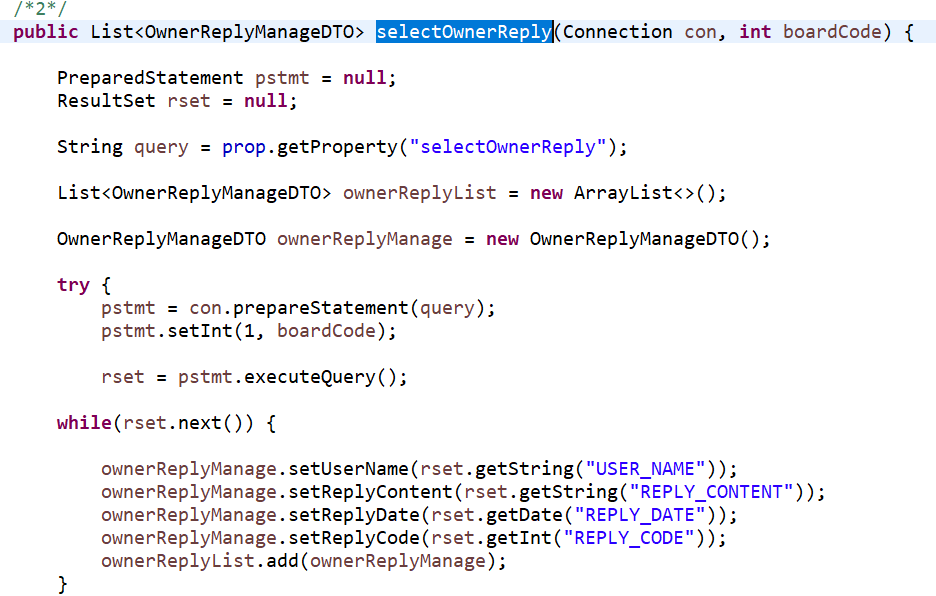 /*2*/
public List<OwnerReplyManageDTO> selectOwnerReply(Connection con, int boardCode) {
PreparedStatement pstmt = null;
ResultSet rset = null;
String query = prop.getProperty("selectOwnerReply");
List<OwnerReplyManageDTO> ownerReplyList = new ArrayList<>();
OwnerReplyManageDTO ownerReplyManage = new OwnerReplyManageDTO();
try {
pstmt = con.prepareStatement(query);
pstmt.setInt(1, boardCode);
rset = pstmt.executeQuery();
while(rset.next()) {
ownerReplyManage.setUserName(rset.getString("USER_NAME"));
ownerReplyManage.setReplyContent(rset.getString("REPLY_CONTENT"));
ownerReplyManage.setReplyDate(rset.getDate("REPLY_DATE"));
ownerReplyManage.setReplyCode(rset.getInt("REPLY_CODE"));
ownerReplyList.add(ownerReplyManage);
}